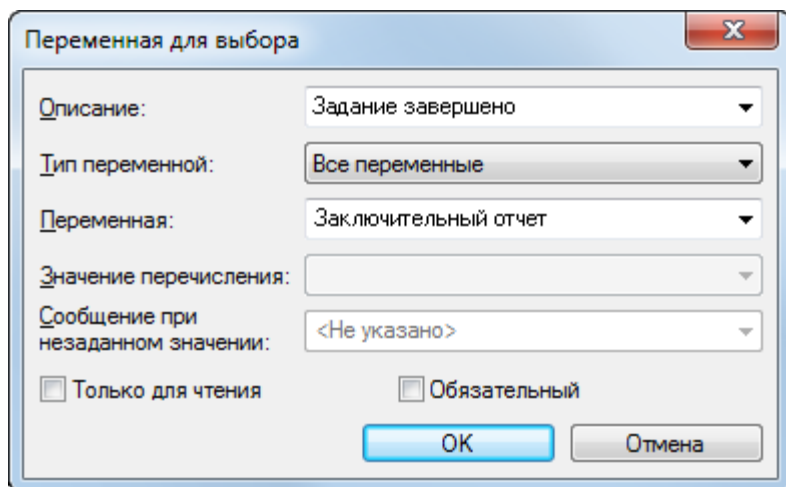 Переменная для выбора
Описание: Задание завершено
Тип переменной: Все переменные
Переменная: Заключительный отчет
Значение перечисления:
Сообщение при
незаданном значении: <Не указано>
Только для чтения Обязательный
OK Отмена